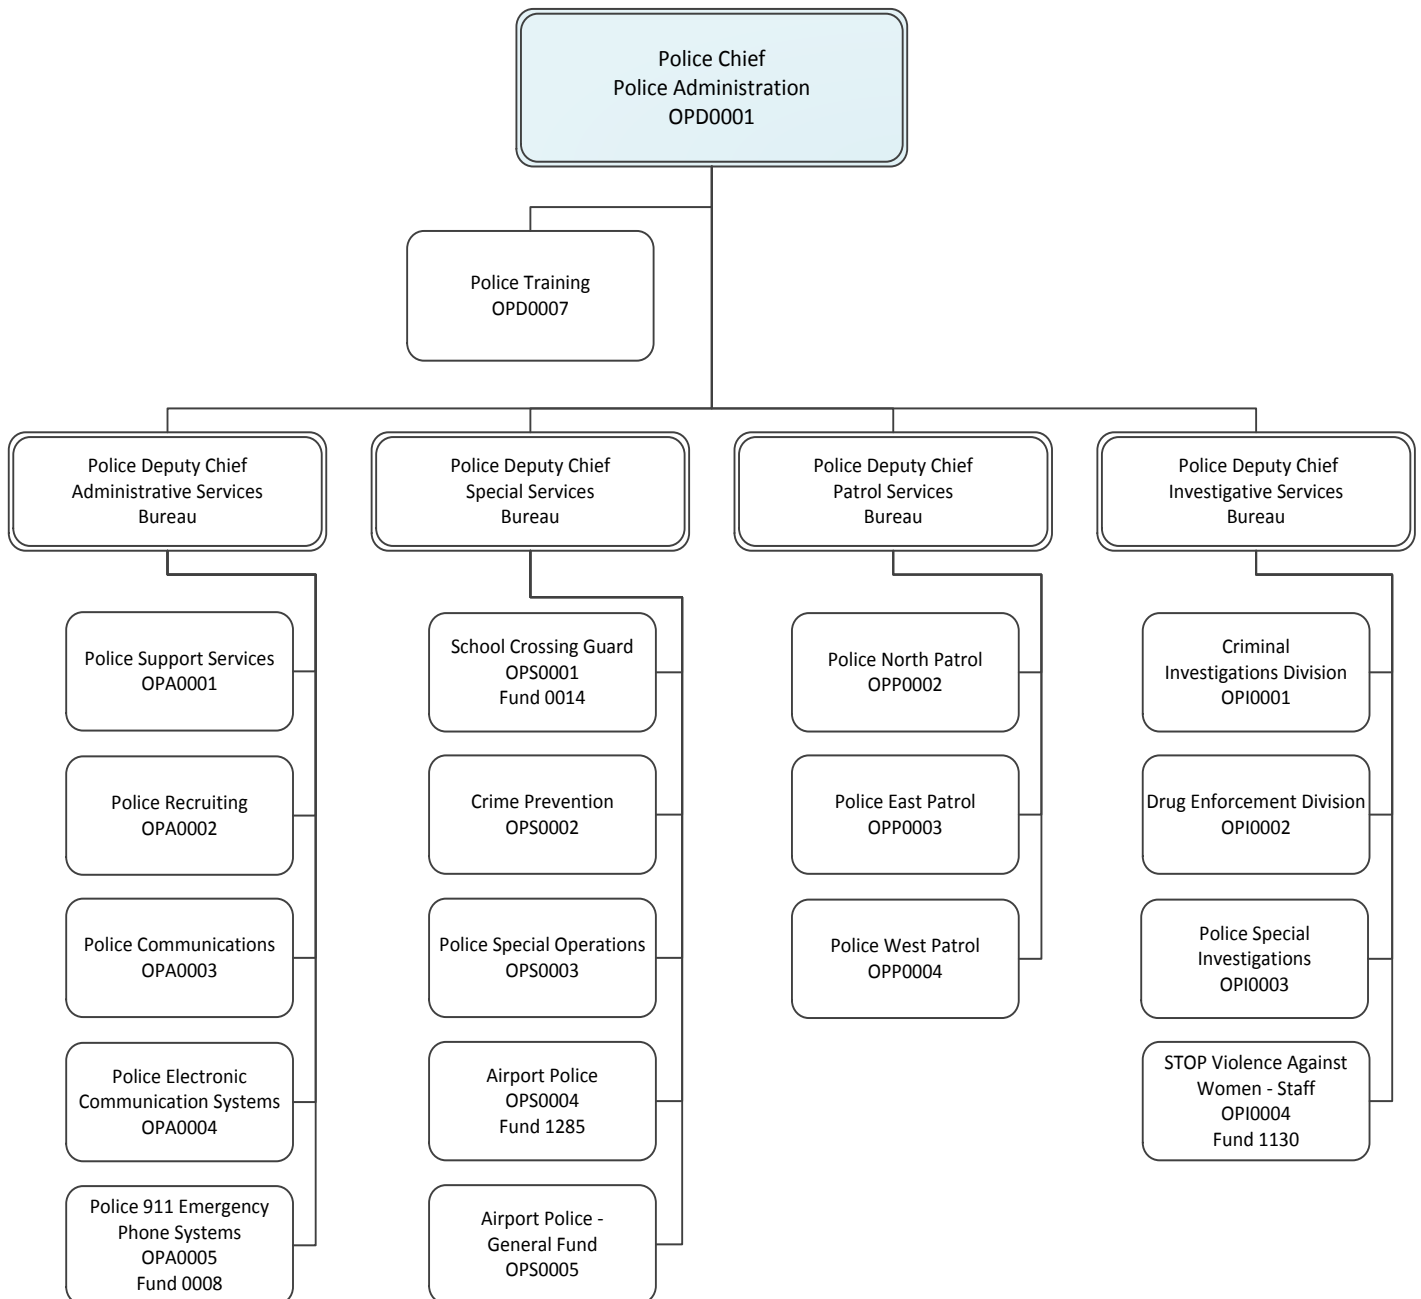 Police Chief
Police Administration
OPD0001
Police Training
OPD0007
Police Deputy Chief
Administrative Services
Bureau
Police Deputy Chief
Special Services
Bureau
Police Deputy Chief
Patrol Services
Bureau
Police Deputy Chief
Investigative Services
Bureau
Police Support Services
OPA0001
Police Recruiting
OPA0002
Police Communications
OPA0003
Police Electronic
Communication Systems
OPA0004
Police 911 Emergency
Phone Systems
OPA0005
Fund 0008
School Crossing Guard
OPS0001
Fund 0014
Crime Prevention
OPS0002
Police Special Operations
OPS0003
Airport Police
OPS0004
Fund 1285
Airport Police -
General Fund
OPS0005
Police North Patrol
OPP0002
Police East Patrol
OPP0003
Police West Patrol
OPP0004
Criminal
Investigations Division
OPI0001
Drug Enforcement Division
OPI0002
Police Special
Investigations
OPI0003
STOP Violence Against
Women - Staff
OPI0004
Fund 1130